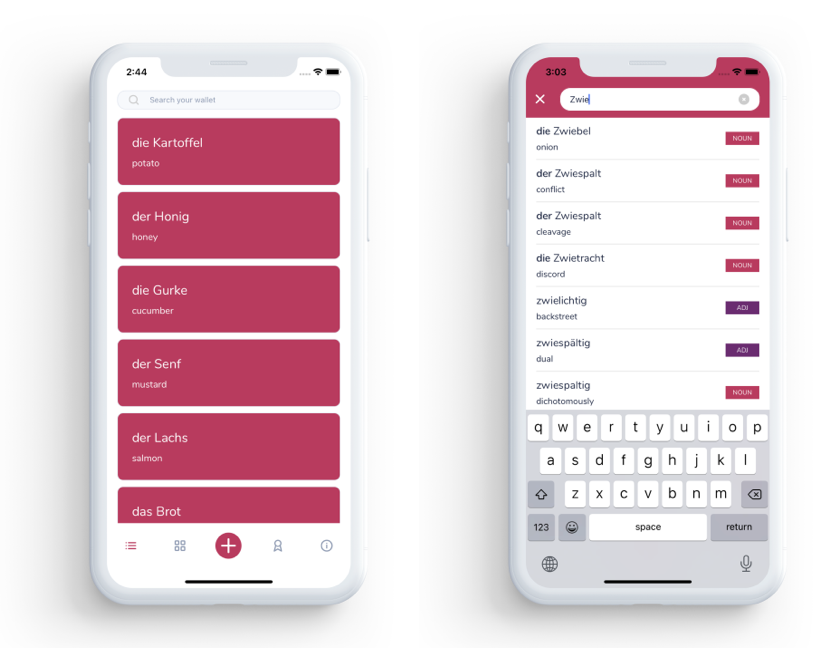 2:44
Search your wallet
die Kartoffel
potato
der Honig
honey
die Gurke
cucumber
der Senf
mustard
der Lachs
salmon
das Brot
3:03
Zwie
die Zwiebel
onion
NOUN
der Zwiespalt
conflict
NOUN
der Zwiespalt
cleavage
NOUN
die Zwietracht
discord
NOUN
zwielichtig
backstreet
ADJ
zwiespältig
dual
ADJ
zwiespaltig
dichotomously
NOUN
q w e r t y u i o p
a s d f g h j k l
z x c v b n m
123 space return